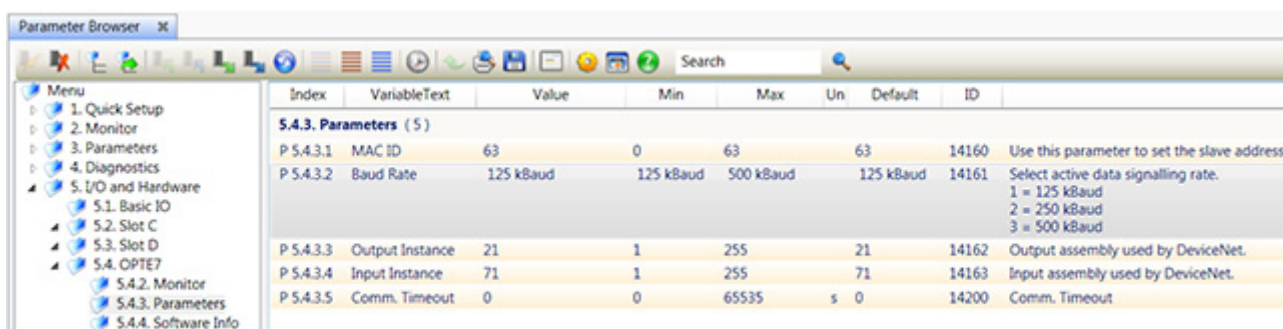 Parameter Browser
Search
Menu
1. Quick Setup
2. Monitor
3. Parameters
4. Diagnostics
5. I/O and Hardware
5.1. Basic IO
5.2. Slot C
5.3. Slot D
5.4. OPTE7
5.4.2. Monitor
5.4.3. Parameters
5.4.4. Software Info
Index VariableText Value Min Max Un Default ID
5.4.3. Parameters (5)
P 5.4.3.1 MAC ID 63 0 63 63 14160 Use this parameter to set the slave address
P 5.4.3.2 Baud Rate 125 kBaud 125 kBaud 500 kBaud 125 kBaud 14161 Select active data signalling rate.
1 = 125 kBaud
2 = 250 kBaud
3 = 500 kBaud
P 5.4.3.3 Output Instance 21 1 255 21 14162 Output assembly used by DeviceNet.
P 5.4.3.4 Input Instance 71 1 255 71 14163 Input assembly used by DeviceNet.
P 5.4.3.5 Comm. Timeout 0 0 65535 s 0 14200 Comm. Timeout